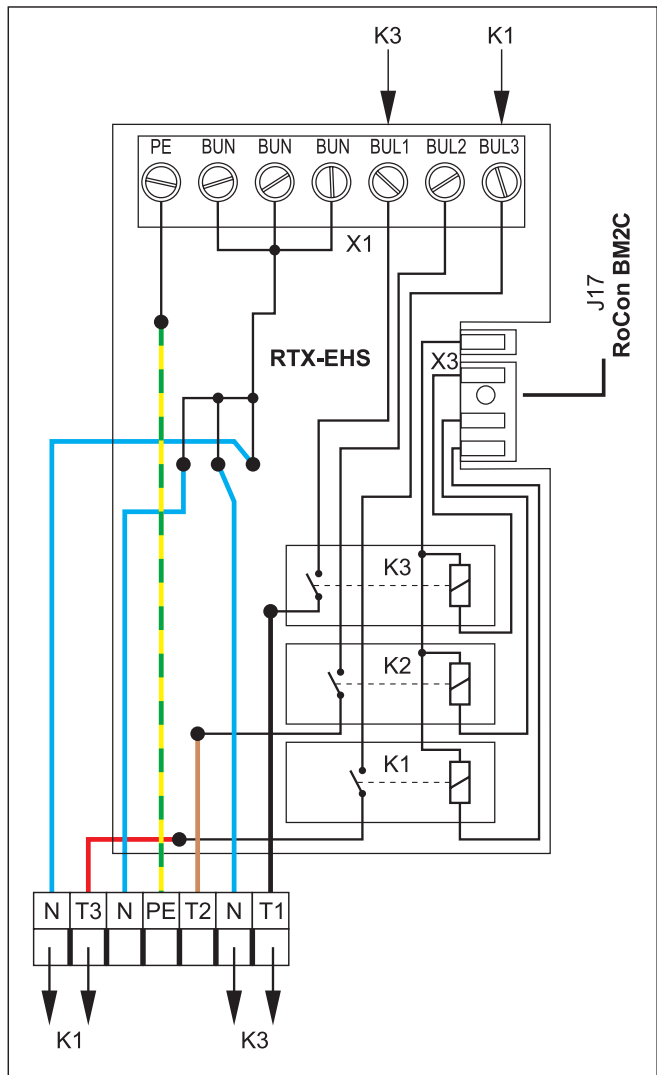 K3 K1
PE BUN BUN BUN BUL1 BUL2 BUL3
X1
J17
RoCon BM2C
X3
RTX-EHS
K3
K2
K1
N T3 N PE T2 N T1
K1 K3